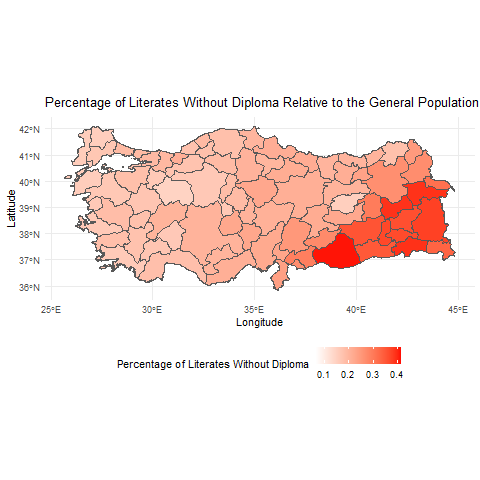 Percentage of Literates Without Diploma Relative to the General Population
42°N
41°N
40°N
39°N
38°N
37°N
36°N
Latitude
25°E 30°E 35°E 40°E 45°E
Longitude
Percentage of Literates Without Diploma
0.1 0.2 0.3 0.4